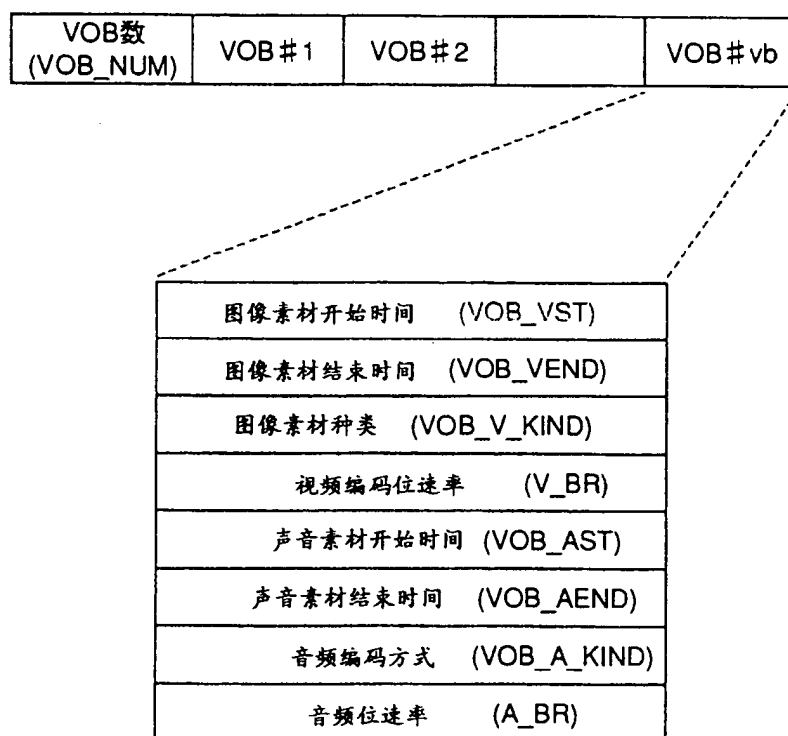 VOB数
(VOB_NUM)
VOB#1
VOB#2
VOB#vb
图像素材开始时间 (VOB_VST)
图像素材结束时间 (VOB_VEND)
图像素材种类 (VOB_V_KIND)
视频编码位速率 (V_BR)
声音素材开始时间 (VOB_AST)
声音素材结束时间 (VOB_AEND)
音频编码方式 (VOB_A_KIND)
音频位速率 (A_BR)